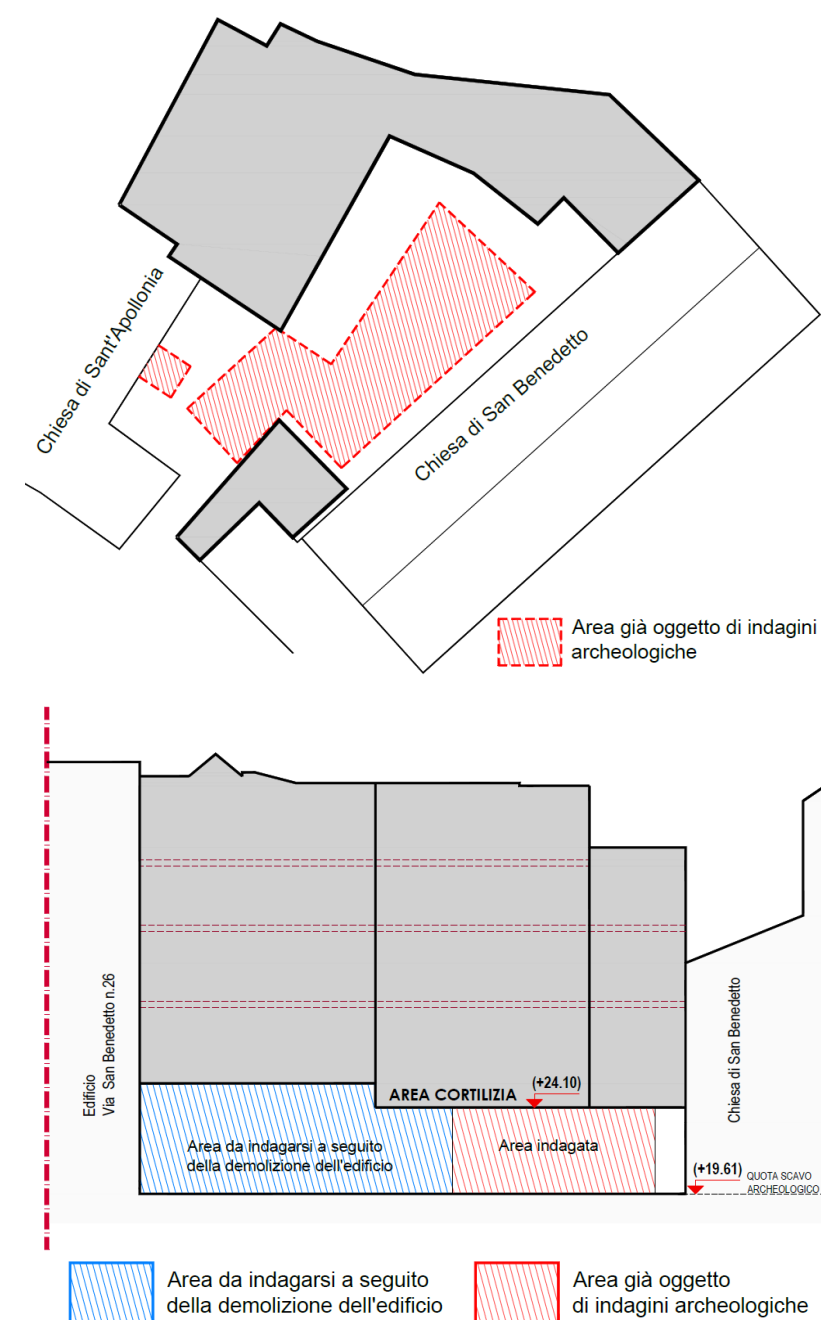 Chiesa di Sant'Apollonia
Chiesa di San Benedetto
Area già oggetto di indagini
archeologiche
Edificio
Via San Benedetto n.26
AREA CORTILIZIA
(+24.10)
Chiesa di San Benedetto
Area da indagarsi a seguito
della demolizione dell'edificio
Area indagata
(+19.61)
QUOTA SCAVO
ARCHEOLOGICO
Area da indagarsi a seguito
della demolizione dell'edificio
Area già oggetto
di indagini archeologiche